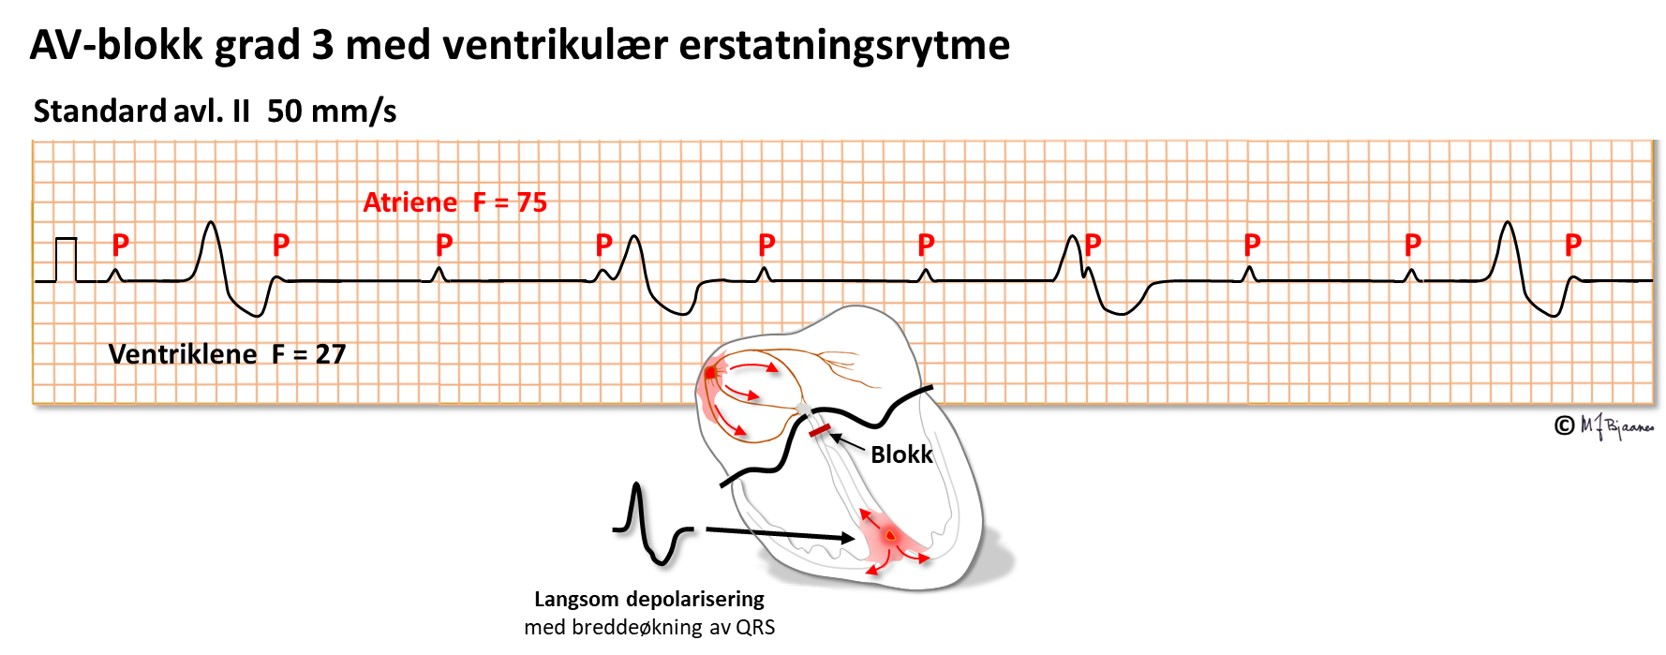 AV-blokk grad 3 med ventrikulær erstatningsrytme
Standard avl. II 50 mm/s
Atriene F = 75
P P P P P P P P P P
Ventriklene F = 27
© M J Bjaanes
Blokk
Langsom depolarisering
med breddeøkning av QRS